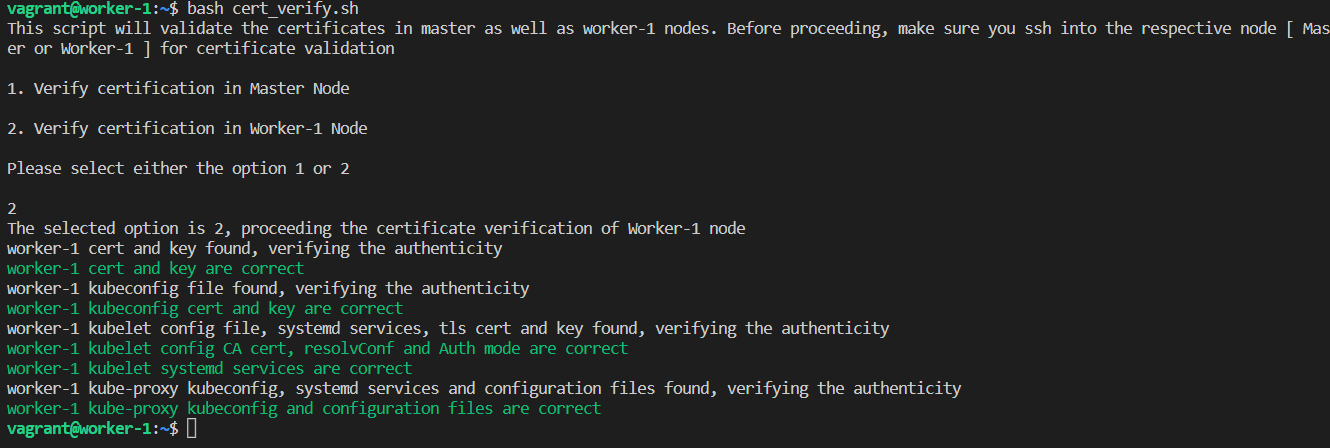 vagrant@worker-1:~$ bash cert_verify.sh
This script will validate the certificates in master as well as worker-1 nodes. Before proceeding, make sure you ssh into the respective node [ Mas
er or Worker-1 ] for certificate validation
1. Verify certification in Master Node
2. Verify certification in Worker-1 Node
Please select either the option 1 or 2
2
The selected option is 2, proceeding the certificate verification of Worker-1 node
worker-1 cert and key found, verifying the authenticity
worker-1 cert and key are correct
worker-1 kubeconfig file found, verifying the authenticity
worker-1 kubeconfig cert and key are correct
worker-1 kubelet config file, systemd services, tls cert and key found, verifying the authenticity
worker-1 kubelet config CA cert, resolvConf and Auth mode are correct
worker-1 kubelet systemd services are correct
worker-1 kube-proxy kubeconfig, systemd services and configuration files found, verifying the authenticity
worker-1 kube-proxy kubeconfig and configuration files are correct
vagrant@worker-1:~$